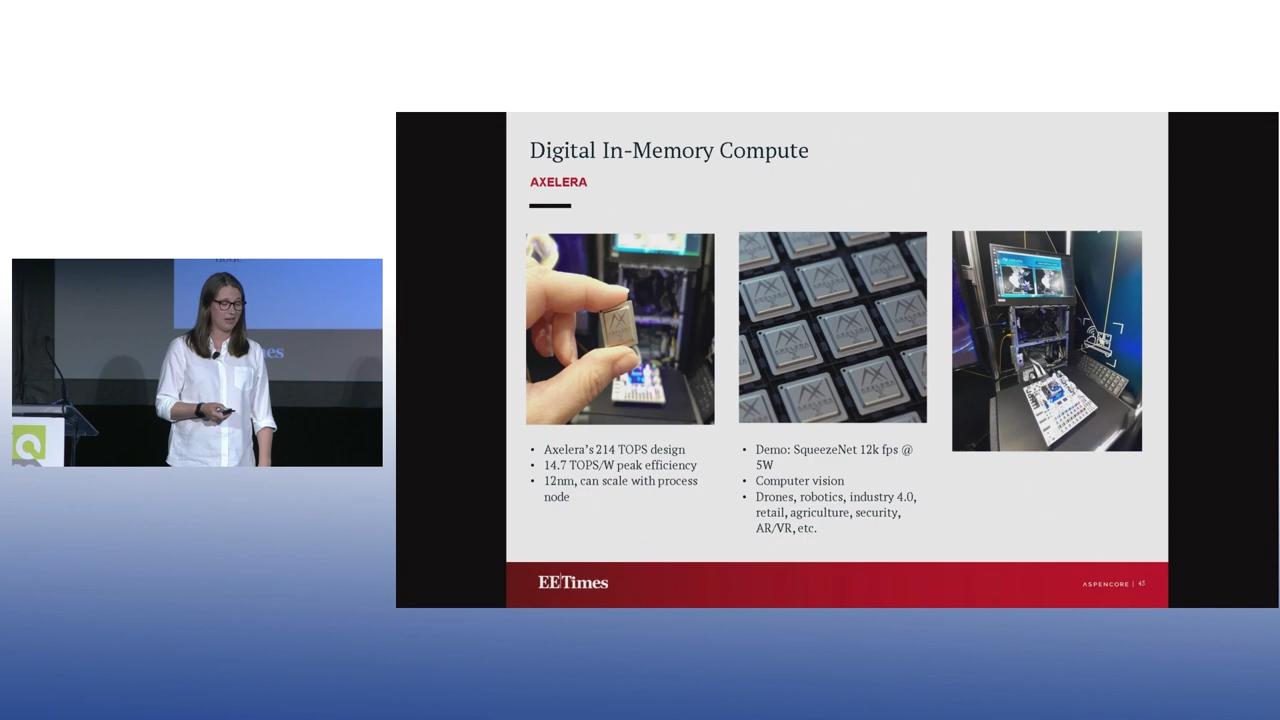 Digital In-Memory Compute
AXELERA
• Axelera's 214 TOPS design
• 14.7 TOPS/W peak efficiency
• 12nm, can scale with process
node
• Demo: SqueezeNet 12k fps @
5W
• Computer vision
• Drones, robotics, industry 4.0,
retail, agriculture, security,
AR/VR, etc.
EE Times
ASPENCORE | 43